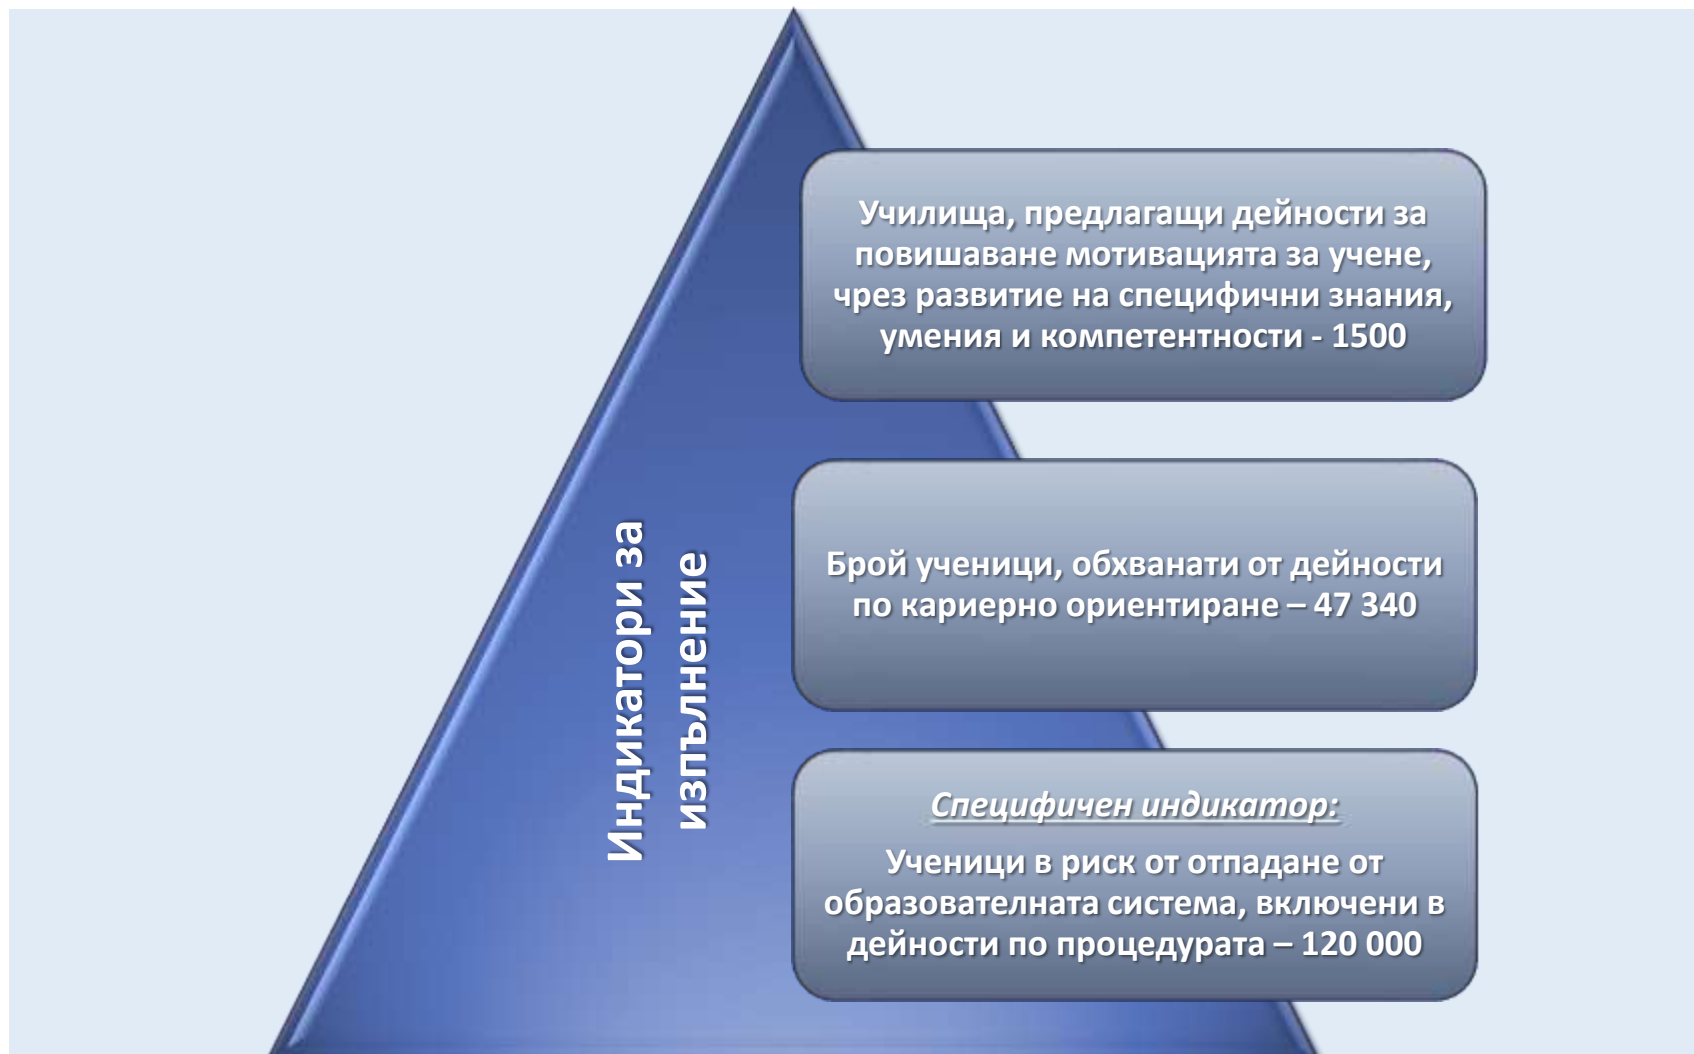 Индикатори за
изпълнение
Училища, предлагащи дейности за
повишаване мотивацията за учене,
чрез развитие на специфични знания,
умения и компетентности - 1500
Брой ученици, обхванати от дейности
по кариерно ориентиране – 47 340
Специфичен индикатор:
Ученици в риск от отпадане от
образователната система, включени в
дейности по процедурата – 120 000